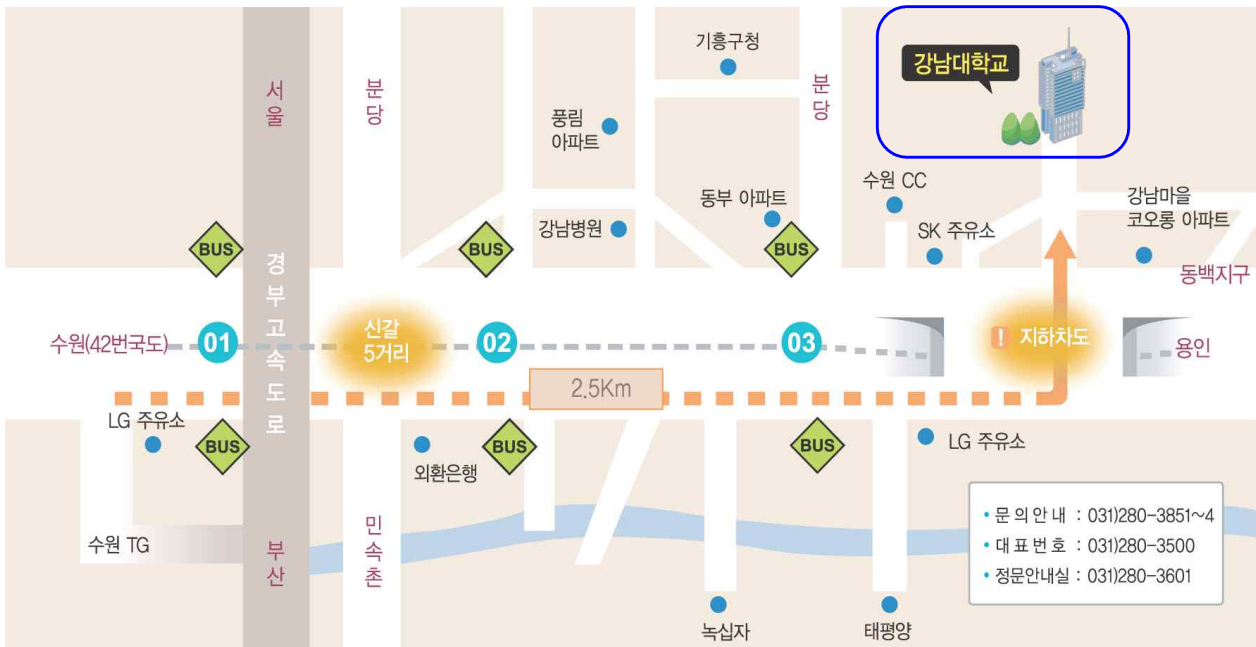 기흥구청
강남대학교
서울
분당
분당
풍림
아파트
수원 CC
동부 아파트
강남마을
코오롱 아파트
강남병원
SK 주유소
BUS
BUS
BUS
경부고속도로
동백지구
수원(42번국도)
01
신갈
5거리
02
03
! 지하차도
용인
2.5Km
LG 주유소
BUS
BUS
BUS
LG 주유소
외환은행
수원 TG
부산
민속촌
• 문의안내 : 031)280-3851~4
• 대표번호 : 031)280-3500
• 정문안내실 : 031)280-3601
녹십자
태평양